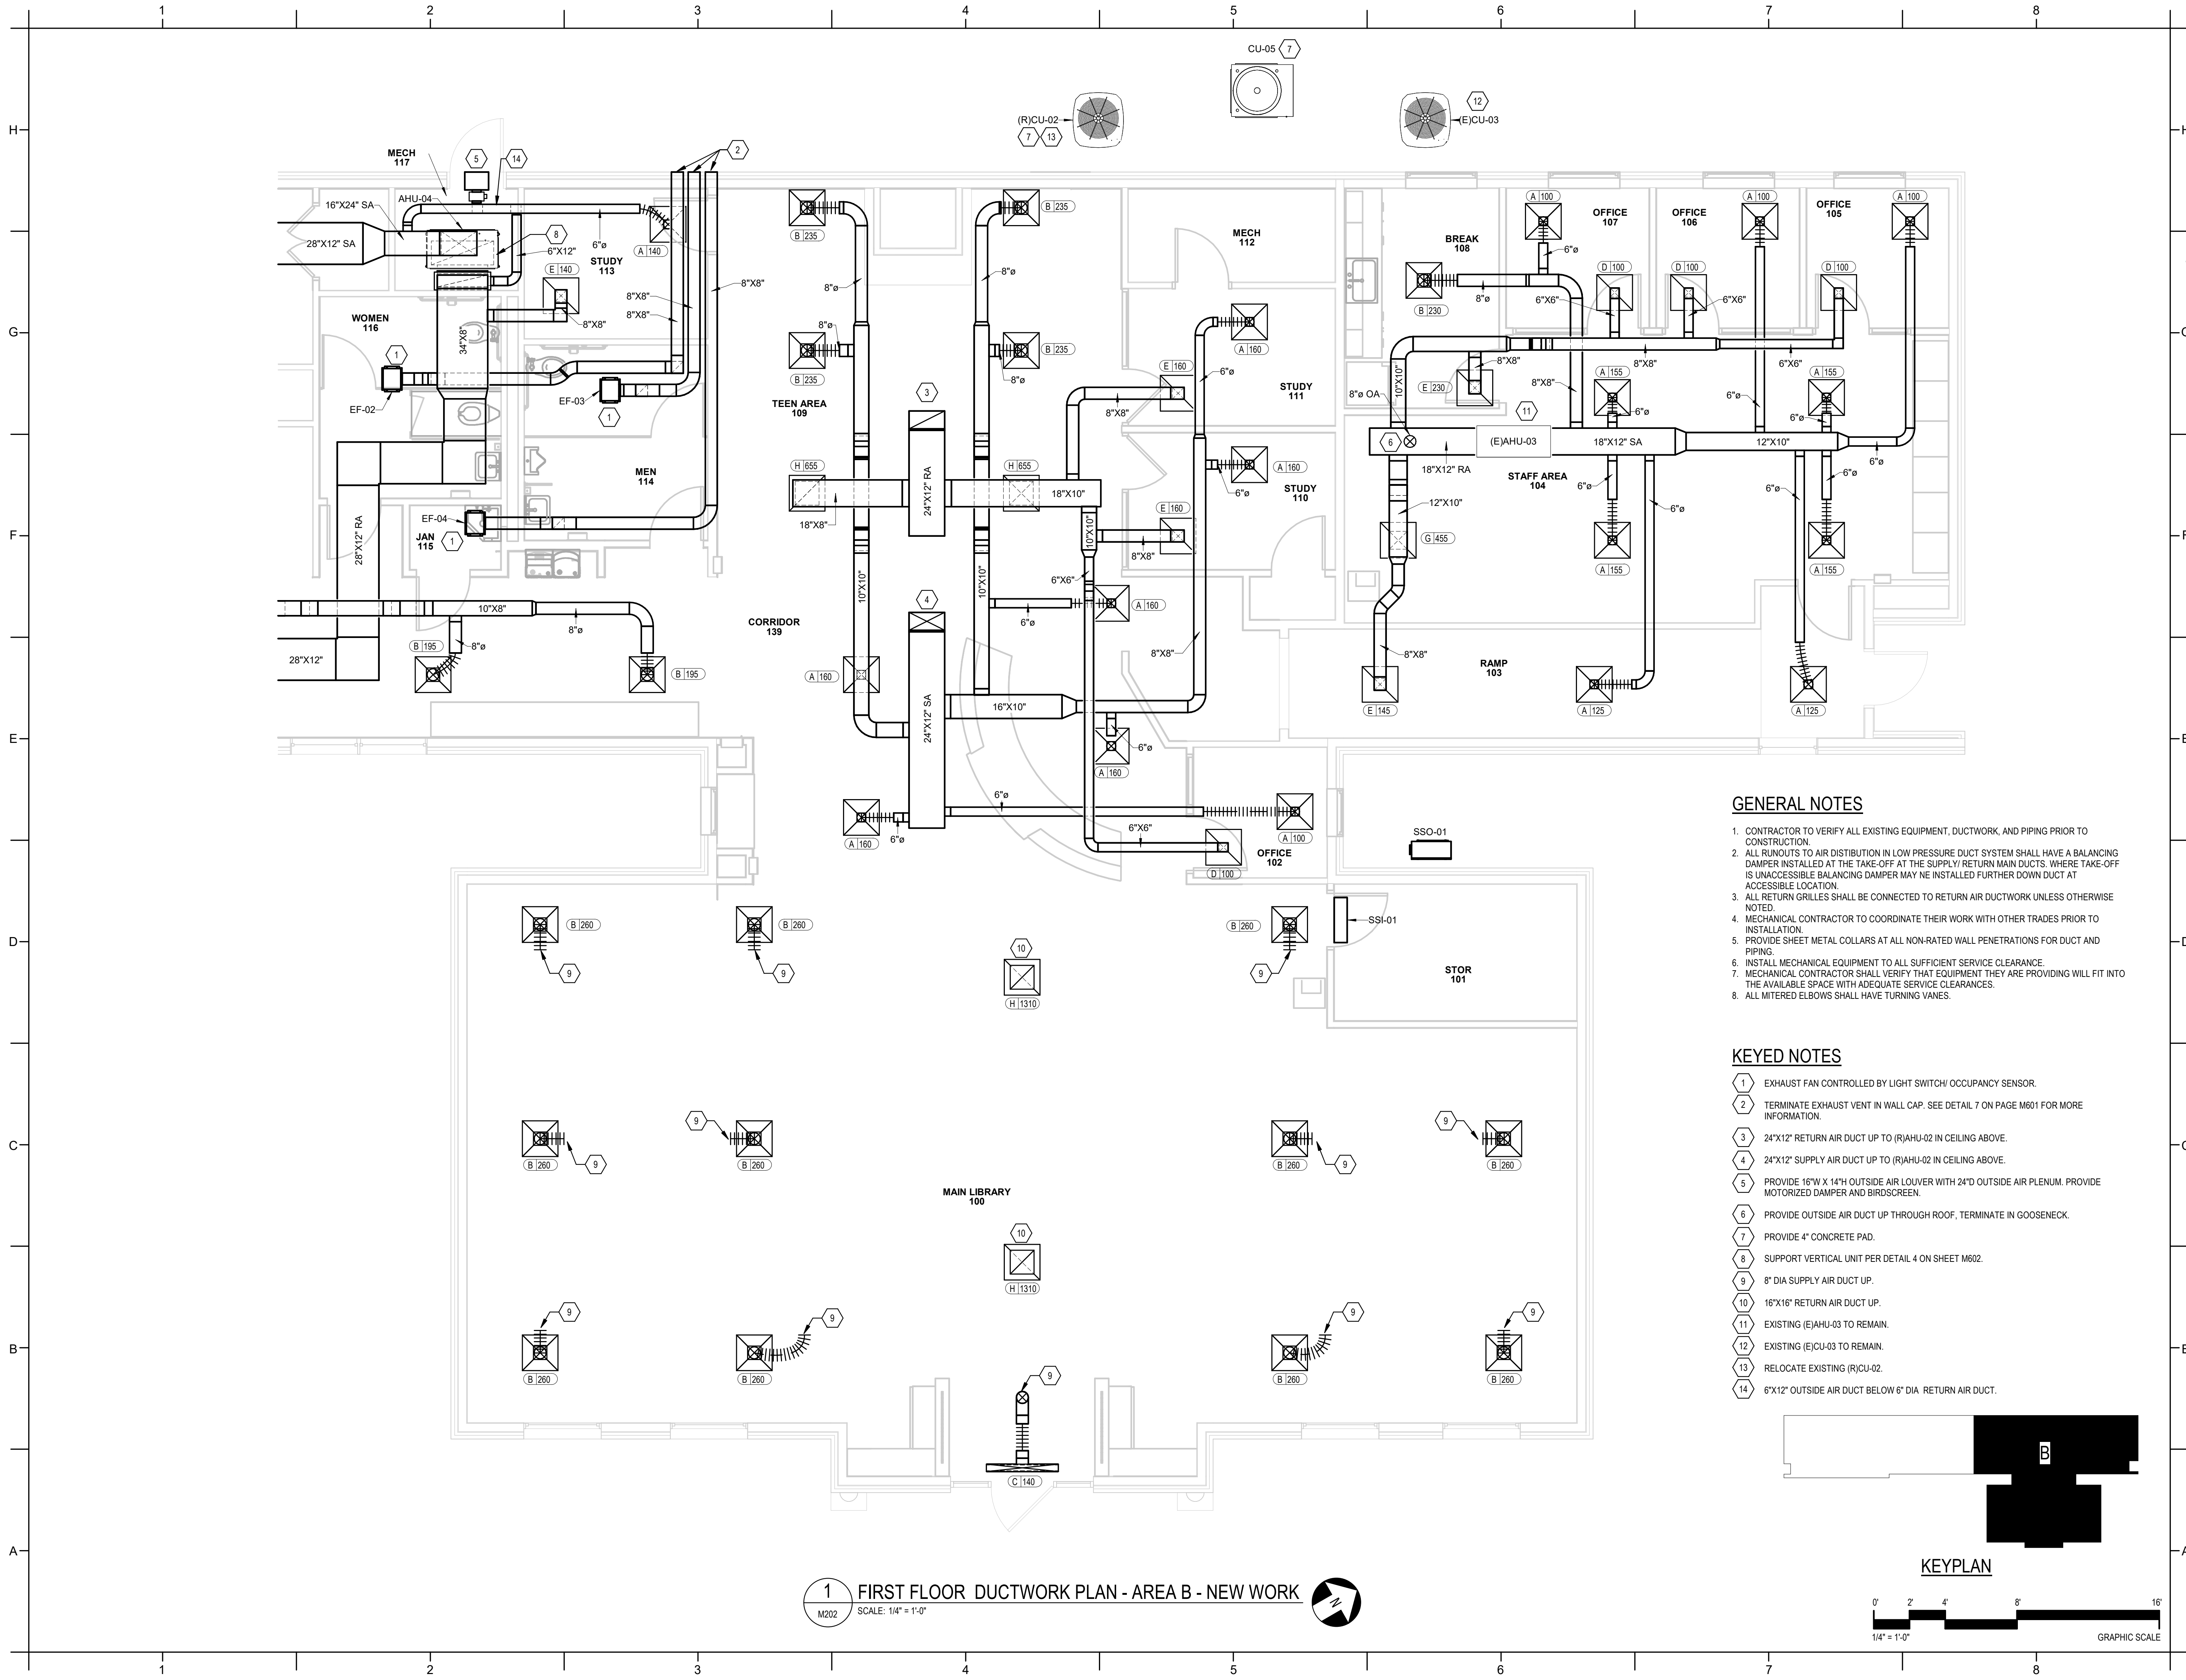 1 2 3 4 5 6 7 8
CU-05 7
(R)CU-02
7 13
12
(E)CU-03
H
H
MECH
117
5
14
2
16"X24" SA
AHU-04
28"X12" SA
8
6"X12"
6"ø
STUDY
113
A 140
E 140
8"X8"
8"X8"
8"X8"
8"X8"
WOMEN
116
34"X8"
1
EF-02
EF-03
1
MEN
114
EF-04
JAN
115
1
28"X12" RA
10"X8"
8"ø
8"ø
28"X12"
B 195
B 195
G
G
B 235
B 235
8"ø
8"ø
8"ø
B 235
B 235
8"ø
TEEN AREA
109
3
H 655
H 655
24"X12" RA
18"X10"
18"X8"
10"X10"
10"X10"
10"X10"
8"X8"
E 160
E 160
8"X8"
6"X6"
4
CORRIDOR
139
A 160
6"ø
A 160
24"X12" SA
16"X10"
8"X8"
6"ø
A 160
6"ø
A 160
6"ø
6"X6"
A 100
D 100
OFFICE
102
MECH
112
A 160
6"ø
STUDY
111
A 160
6"ø
STUDY
110
BREAK
108
B 230
8"ø
A 100
6"ø
OFFICE
107
OFFICE
106
OFFICE
105
A 100
A 100
D 100
D 100
D 100
6"X6"
6"X6"
8"X8"
6"X6"
8"X8"
E 230
8"X8"
8"ø OA
10"X10"
11
A 155
A 155
6"ø
6"ø
6"ø
6
(E)AHU-03
18"X12" SA
12"X10"
6"ø
18"X12" RA
STAFF AREA
104
6"ø
6"ø
6"ø
6"ø
12"X10"
G 455
A 155
A 155
8"X8"
RAMP
103
E 145
A 125
A 125
F
F
E
E
SSO-01
SSI-01
STOR
101
D
D
B 260
B 260
B 260
9
9
9
10
H 1310
C
C
9
9
9
9
B 260
B 260
B 260
B 260
MAIN LIBRARY
100
10
H 1310
B
B
9
9
9
9
B 260
B 260
B 260
B 260
9
C 140
A
A
GENERAL NOTES
1. CONTRACTOR TO VERIFY ALL EXISTING EQUIPMENT, DUCTWORK, AND PIPING PRIOR TO
CONSTRUCTION.
2. ALL RUNOUTS TO AIR DISTIBUTION IN LOW PRESSURE DUCT SYSTEM SHALL HAVE A BALANCING
DAMPER INSTALLED AT THE TAKE-OFF AT THE SUPPLY/ RETURN MAIN DUCTS. WHERE TAKE-OFF
IS UNACCESSIBLE BALANCING DAMPER MAY NE INSTALLED FURTHER DOWN DUCT AT
ACCESSIBLE LOCATION.
3. ALL RETURN GRILLES SHALL BE CONNECTED TO RETURN AIR DUCTWORK UNLESS OTHERWISE
NOTED.
4. MECHANICAL CONTRACTOR TO COORDINATE THEIR WORK WITH OTHER TRADES PRIOR TO
INSTALLATION.
5. PROVIDE SHEET METAL COLLARS AT ALL NON-RATED WALL PENETRATIONS FOR DUCT AND
PIPING.
6. INSTALL MECHANICAL EQUIPMENT TO ALL SUFFICIENT SERVICE CLEARANCE.
7. MECHANICAL CONTRACTOR SHALL VERIFY THAT EQUIPMENT THEY ARE PROVIDING WILL FIT INTO
THE AVAILABLE SPACE WITH ADEQUATE SERVICE CLEARANCES.
8. ALL MITERED ELBOWS SHALL HAVE TURNING VANES.
KEYED NOTES
1 EXHAUST FAN CONTROLLED BY LIGHT SWITCH/ OCCUPANCY SENSOR.
2 TERMINATE EXHAUST VENT IN WALL CAP. SEE DETAIL 7 ON PAGE M601 FOR MORE
INFORMATION.
3 24"X12" RETURN AIR DUCT UP TO (R)AHU-02 IN CEILING ABOVE.
4 24"X12" SUPPLY AIR DUCT UP TO (R)AHU-02 IN CEILING ABOVE.
5 PROVIDE 16"W X 14"H OUTSIDE AIR LOUVER WITH 24"D OUTSIDE AIR PLENUM. PROVIDE
MOTORIZED DAMPER AND BIRDSCREEN.
6 PROVIDE OUTSIDE AIR DUCT UP THROUGH ROOF, TERMINATE IN GOOSENECK.
7 PROVIDE 4" CONCRETE PAD.
8 SUPPORT VERTICAL UNIT PER DETAIL 4 ON SHEET M602.
9 8" DIA SUPPLY AIR DUCT UP.
10 16"X16" RETURN AIR DUCT UP.
11 EXISTING (E)AHU-03 TO REMAIN.
12 EXISTING (E)CU-03 TO REMAIN.
13 RELOCATE EXISTING (R)CU-02.
14 6"X12" OUTSIDE AIR DUCT BELOW 6" DIA RETURN AIR DUCT.
B
KEYPLAN
0' 2' 4' 8' 16'
1/4" = 1'-0" GRAPHIC SCALE
1
M202
FIRST FLOOR DUCTWORK PLAN - AREA B - NEW WORK
SCALE: 1/4" = 1'-0"
N
1 2 3 4 5 6 7 8